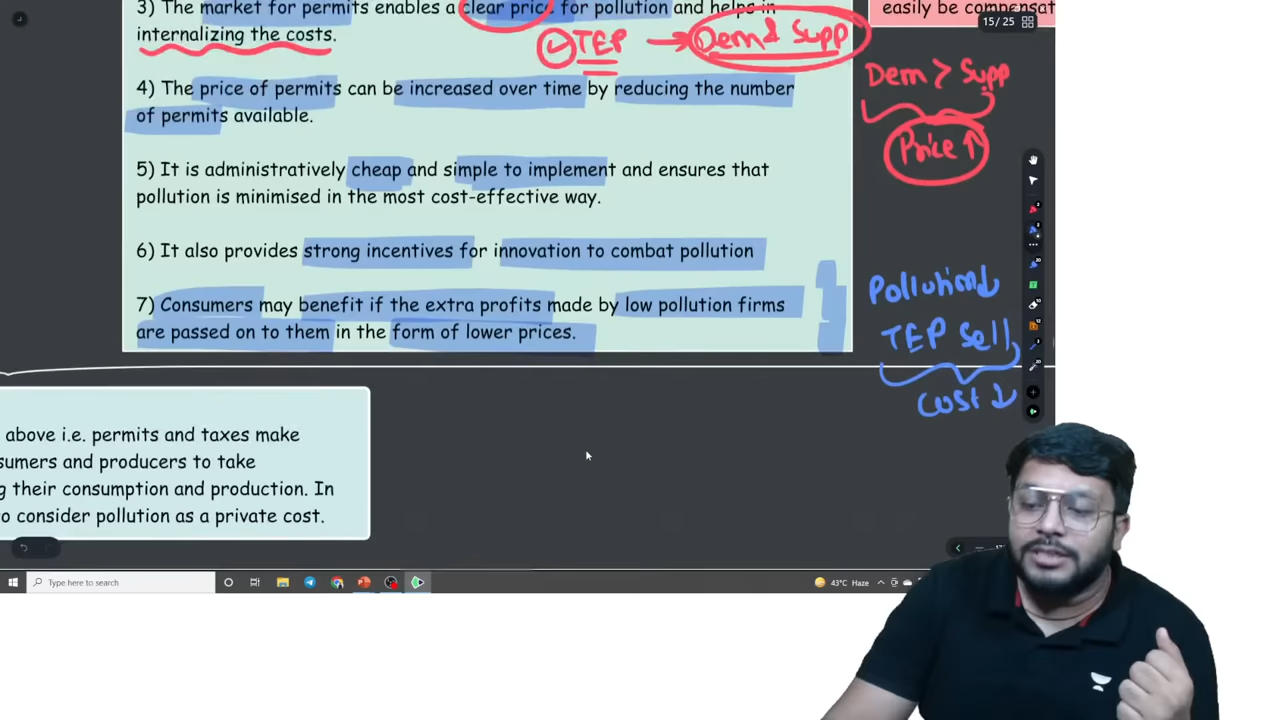 3) The market for permits enables a clear price for pollution and helps in
internalizing the costs.
TEP → Demd Supp
4) The price of permits can be increased over time by reducing the number
of permits available.
5) It is administratively cheap and simple to implement and ensures that
pollution is minimised in the most cost-effective way.
6) It also provides strong incentives for innovation to combat pollution
7) Consumers may benefit if the extra profits made by low pollution firms
are passed on to them in the form of lower prices.
easily be compensat
15/25
Dem > Supp
Price ↑
Pollution↓
TEP Sell
Cost ↓
above i.e. permits and taxes make
sumers and producers to take
g their consumption and production. In
o consider pollution as a private cost.
Type here to search
43°C Haze